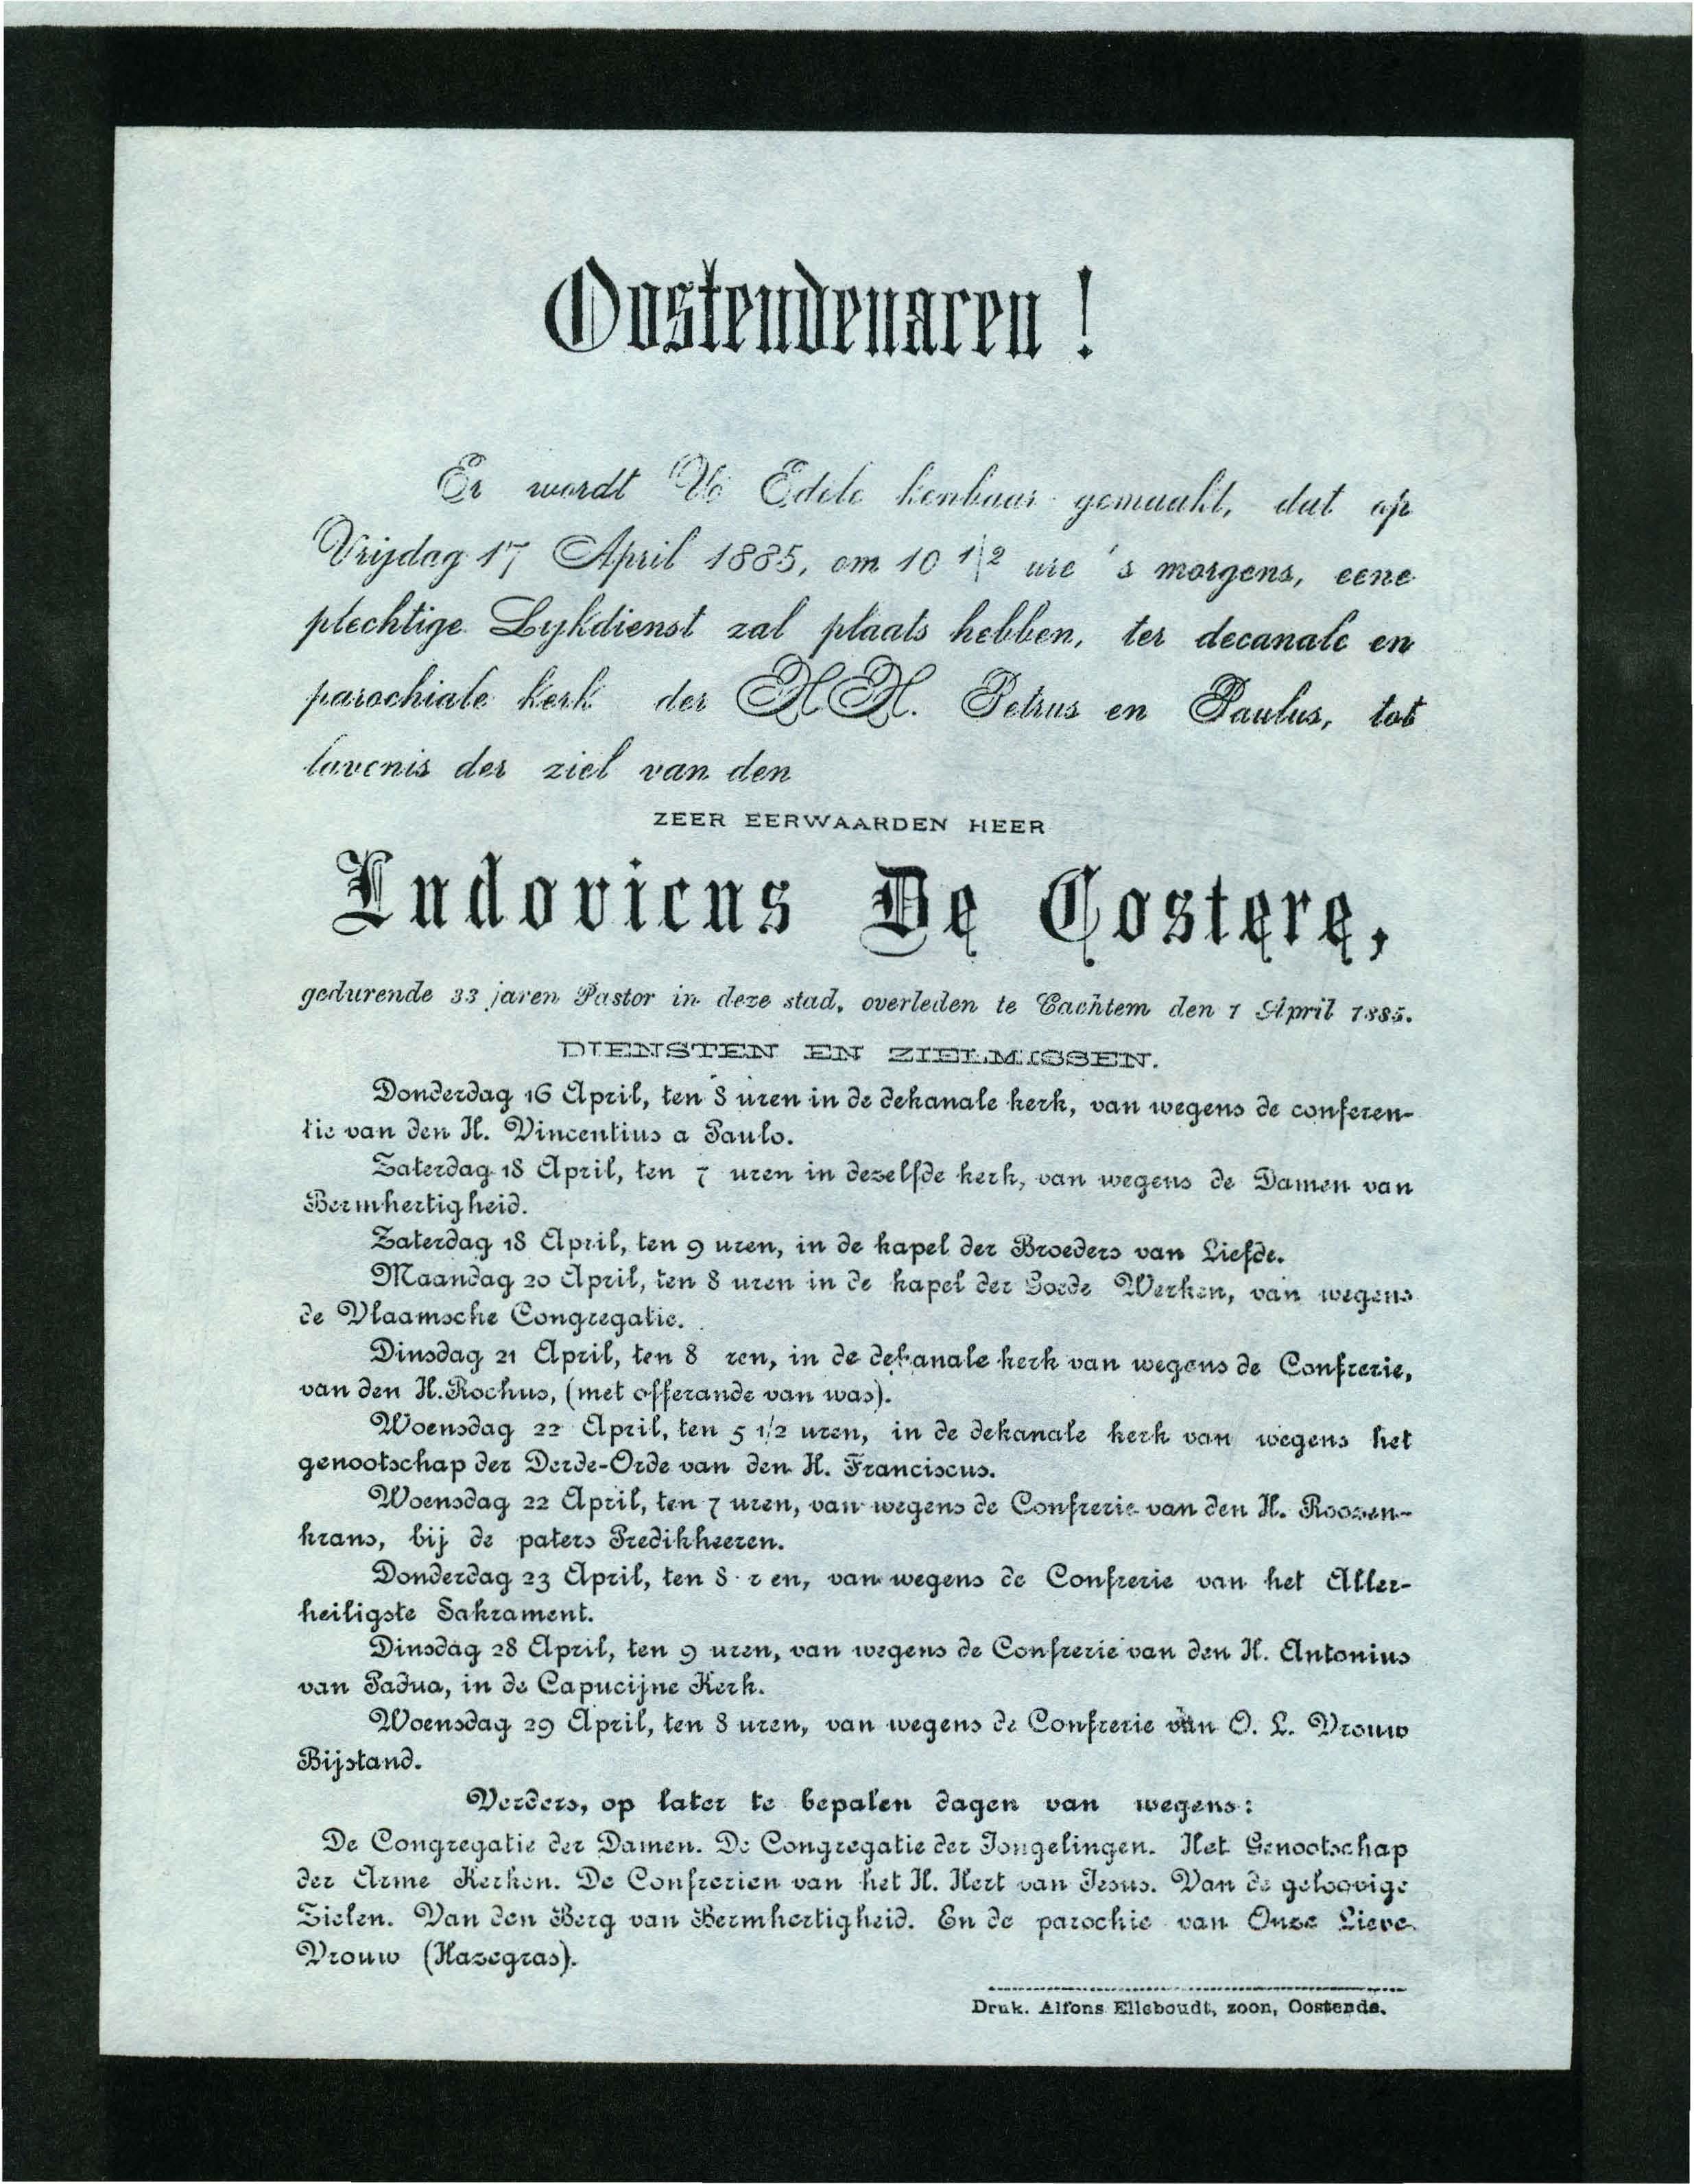 Oostendenaren !
Er wordt Uë Edele kenbaar gemaakt, dat op
Vrijdag 17 April 1885, om 10 1/2 ure 's morgens, eene
plechtige Lykdienst zal plaats hebben, ter decanale en
parochiale kerk der HH. Petrus en Paulus, tot
lavenis der ziel van den
ZEER EERWAARDEN HEER
Ludovicus De Costere,
gedurende 33 jaren Pastor in deze stad, overleden te Cachtem den 7 April 1885.
DIENSTEN EN ZIELMISSEN.
Donderdag 16 April, ten 8 uren in de dekanale kerk, van wegens de conferen-
tie van den H. Vincentius a Paulo.
Zaterdag 18 April, ten 7 uren in dezelfde kerk, van wegens de Damen van
Bermhertigheid.
Zaterdag 18 April, ten 9 uren, in de kapel der Broeders van Liefde.
Maandag 20 April, ten 8 uren in de kapel der Goede Werken, van wegens
de Vlaamsche Congregatie.
Dinsdag 21 April, ten 8 ren, in de dekanale kerk van wegens de Confrerie,
van den H. Rochus, (met offerande van was).
Woensdag 22 April, ten 5 1/2 uren, in de dekanale kerk van wegens het
genootschap der Derde-Orde van den H. Franciscus.
Woensdag 22 April, ten 7 uren, van wegens de Confrerie van den H. Roozen-
krans, bij de paters Predikheeren.
Donderdag 23 April, ten 8 r en, van wegens de Confrerie van het Aller-
heiligste Sakrament.
Dinsdag 28 April, ten 9 uren, van wegens de Confrerie van den H. Antonius
van Padua, in de Capucijne Kerk.
Woensdag 29 April, ten 8 uren, van wegens de Confrerie van O. L. Vrouw
Bijstand.
Verders, op later te bepalen dagen van wegens :
De Congregatie der Damen. De Congregatie der Jongelingen. Het Genootschap
der Arme Kerken. De Confrerien van het H. Hert van Jesus. Van de geloovige
Zielen. Van den Berg van Bermhertigheid. En de parochie van Onze Lieve
Vrouw (Hazegras).
Druk. Alfons Elleboudt, zoon, Oostende.